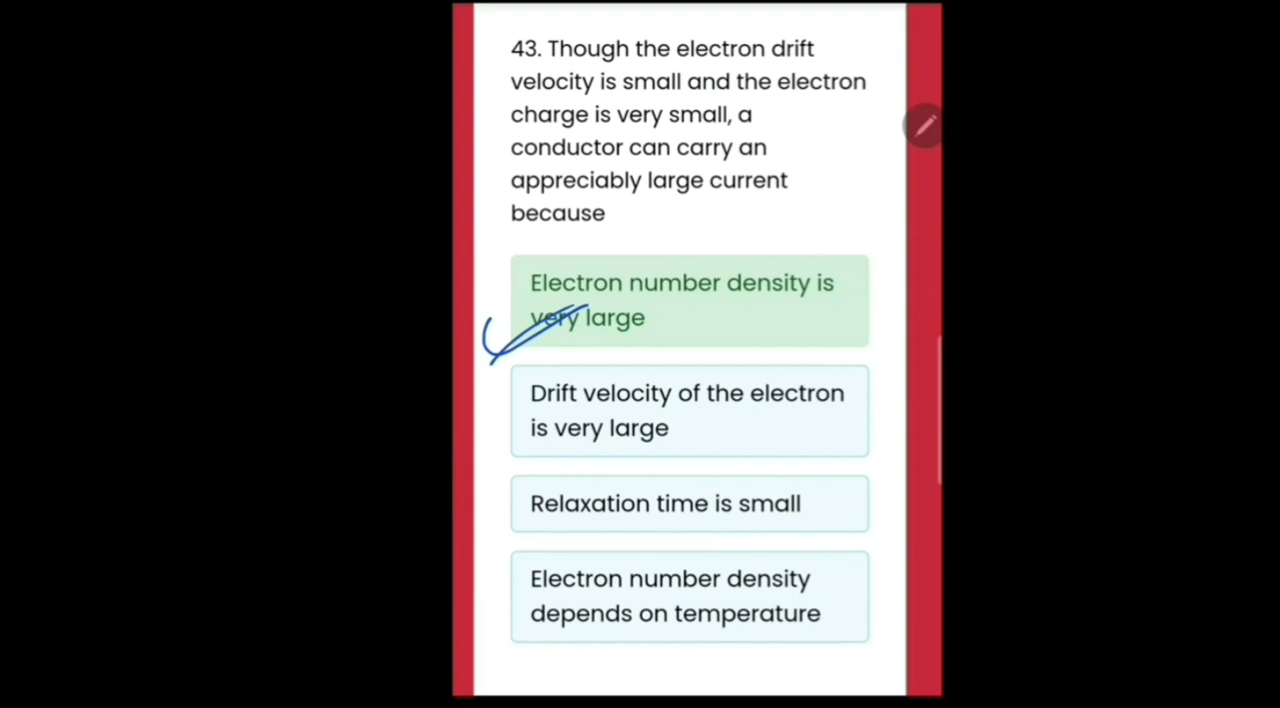 43. Though the electron drift
velocity is small and the electron
charge is very small, a
conductor can carry an
appreciably large current
because
Electron number density is
very large
Drift velocity of the electron
is very large
Relaxation time is small
Electron number density
depends on temperature